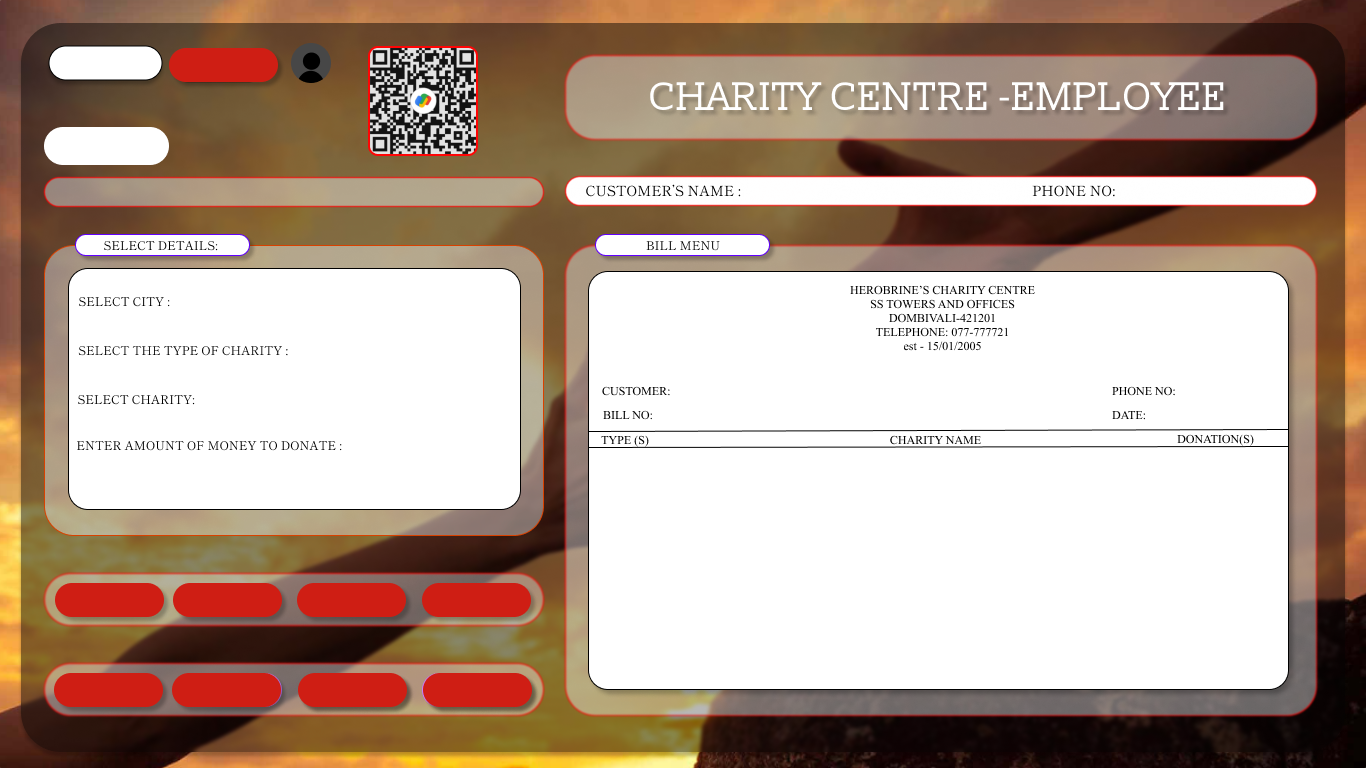 CHARITY CENTRE -EMPLOYEE
CUSTOMER'S NAME : PHONE NO:
SELECT DETAILS:
SELECT CITY :
SELECT THE TYPE OF CHARITY :
SELECT CHARITY:
ENTER AMOUNT OF MONEY TO DONATE :
BILL MENU
HEROBRINE'S CHARITY CENTRE
SS TOWERS AND OFFICES
DOMBIVALI-421201
TELEPHONE: 077-777721
est - 15/01/2005
CUSTOMER: PHONE NO:
BILL NO: DATE:
TYPE (S) CHARITY NAME DONATION(S)